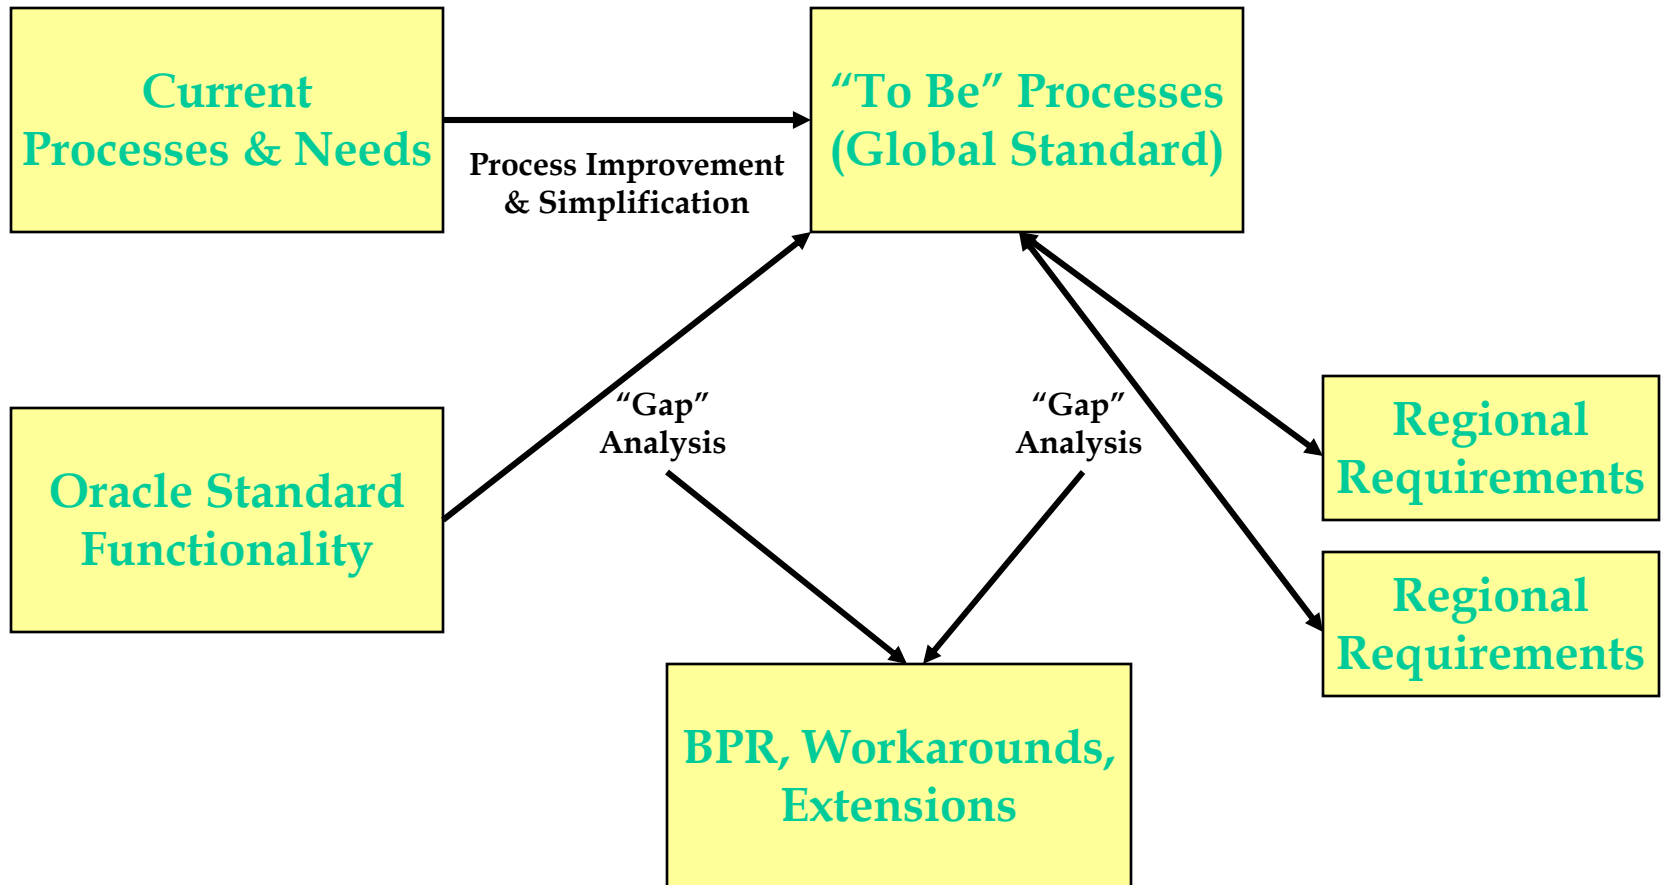 Current
Processes & Needs
“To Be” Processes
(Global Standard)
Process Improvement
& Simplification
“Gap”
Analysis
“Gap”
Analysis
Regional
Requirements
Oracle Standard
Functionality
Regional
Requirements
BPR, Workarounds,
Extensions